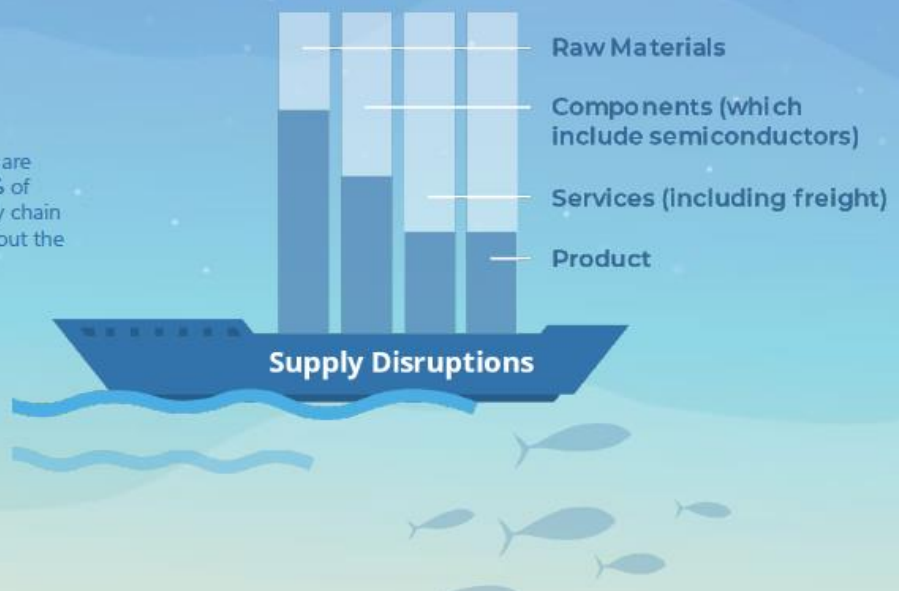 Raw Materials
Components (which
include semiconductors)
are
of
Services (including freight)
chain
out the
Product
Supply Disruptions